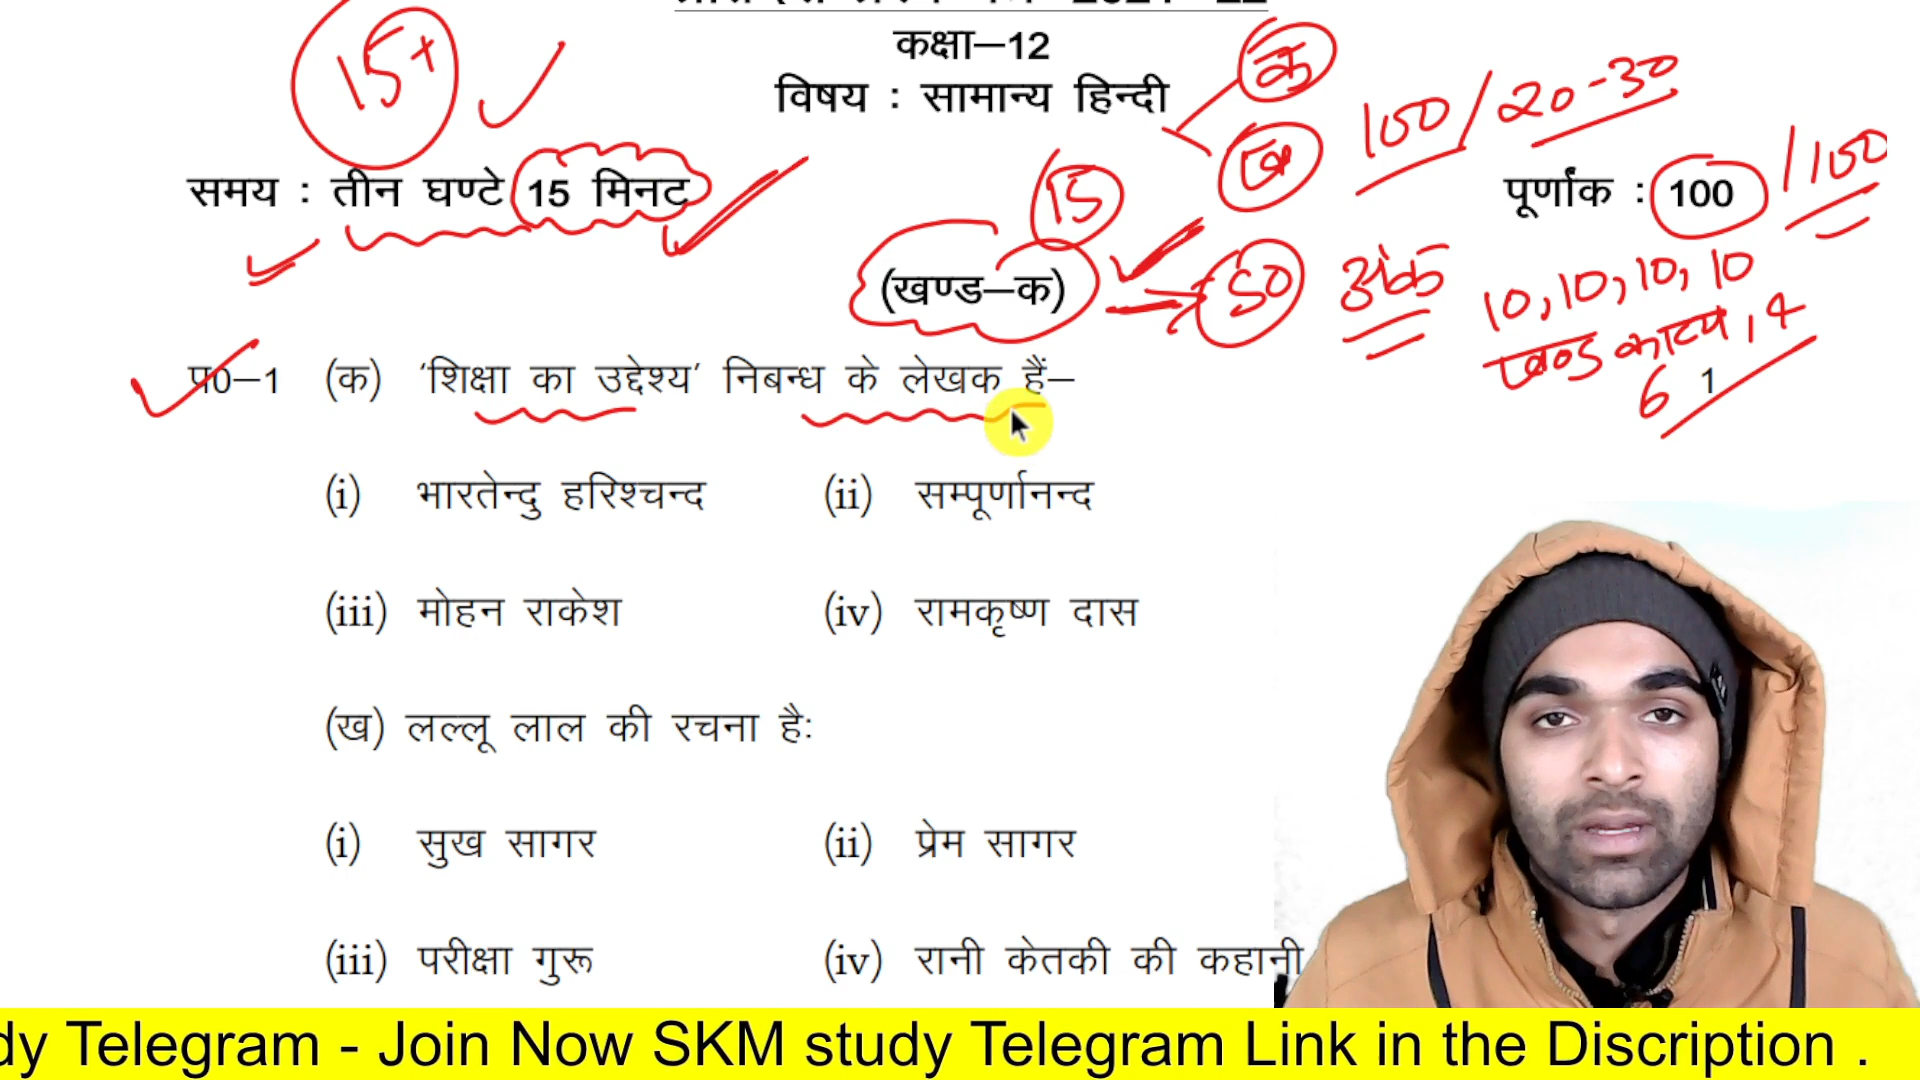 कक्षा—12
विषय : सामान्य हिन्दी
समय : तीन घण्टे 15 मिनट
पूर्णांक : 100
(खण्ड—क)
15+
क
ख
100/20-30
/100
15
50 अंक
10, 10, 10, 10
खण्ड काव्य, 4
6
प्र0—1 (क) ‘शिक्षा का उद्देश्य’ निबन्ध के लेखक हैं— 1
(i) भारतेन्दु हरिश्चन्द (ii) सम्पूर्णानन्द
(iii) मोहन राकेश (iv) रामकृष्ण दास
(ख) लल्लू लाल की रचना है:
(i) सुख सागर (ii) प्रेम सागर
(iii) परीक्षा गुरू (iv) रानी केतकी की कहानी
dy Telegram - Join Now SKM study Telegram Link in the Discription .